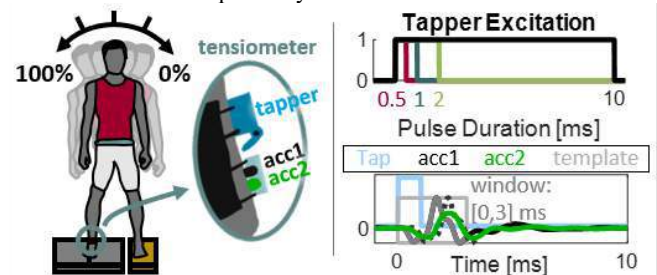 100%
0%
tensiometer
tapper
acc1
acc2
Tapper Excitation
1
0
0.5 1 2 10
Pulse Duration [ms]
Tap acc1 acc2 template
window:
[0,3] ms
0
0 10
Time [ms]